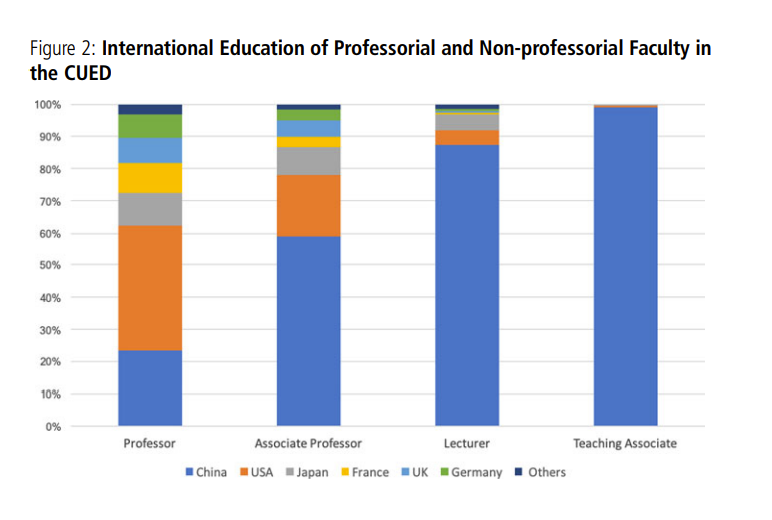 Figure 2: International Education of Professorial and Non-professorial Faculty in
the CUED
100%
90%
80%
70%
60%
50%
40%
30%
20%
10%
0%
Professor
Associate Professor
Lecturer
Teaching Associate
China USA Japan France UK Germany Others